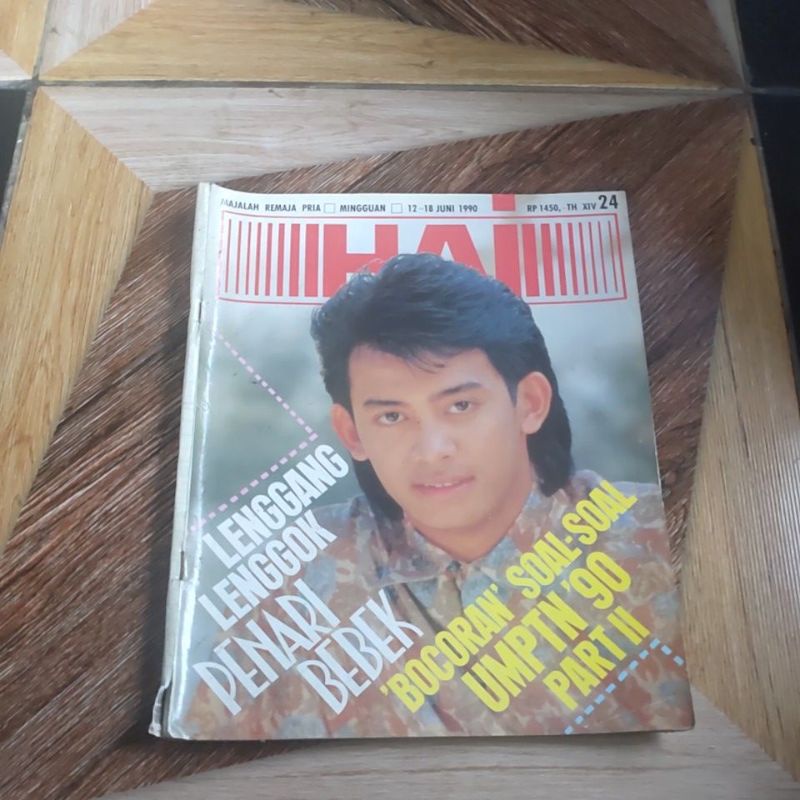 MAJALAH REMAJA PRIA □ MINGGUAN □ 12-18 JUNI 1990 RP 1450,- TH XIV 24
HAI
LENGGANG
LENGGOK
PENARI
BEBEK
'BOCORAN' SOAL-SOAL
UMPTN '90
PART II